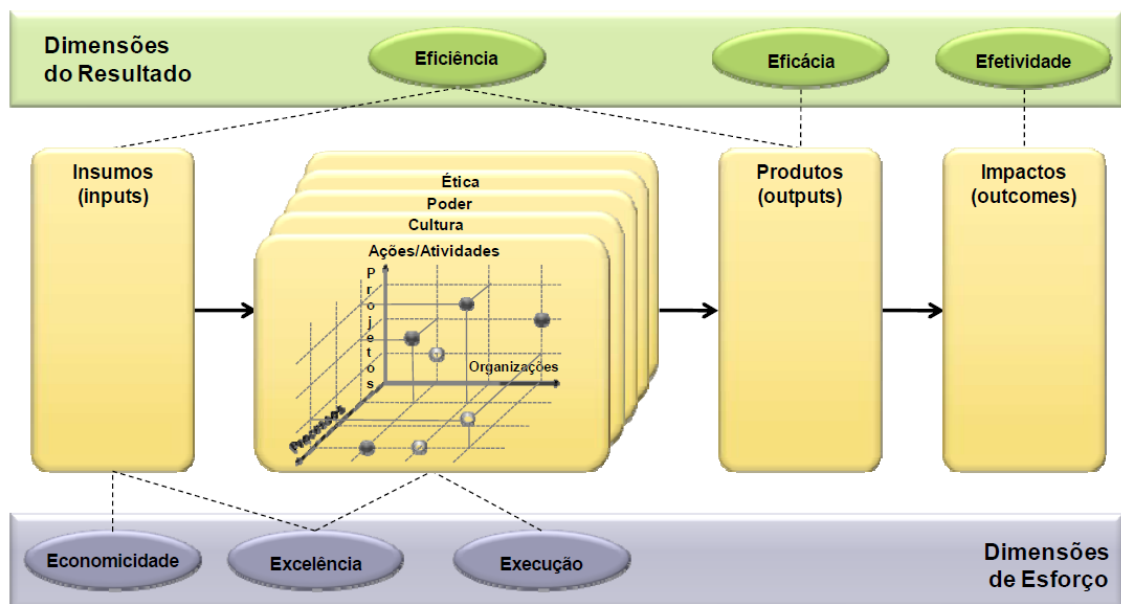 Dimensões
do Resultado
Eficiência
Eficácia
Efetividade
Insumos
(inputs)
Ética
Poder
Cultura
Ações/Atividades
Projetos
Organizações
Processos
Produtos
(outputs)
Impactos
(outcomes)
Economicidade
Excelência
Execução
Dimensões
de Esforço